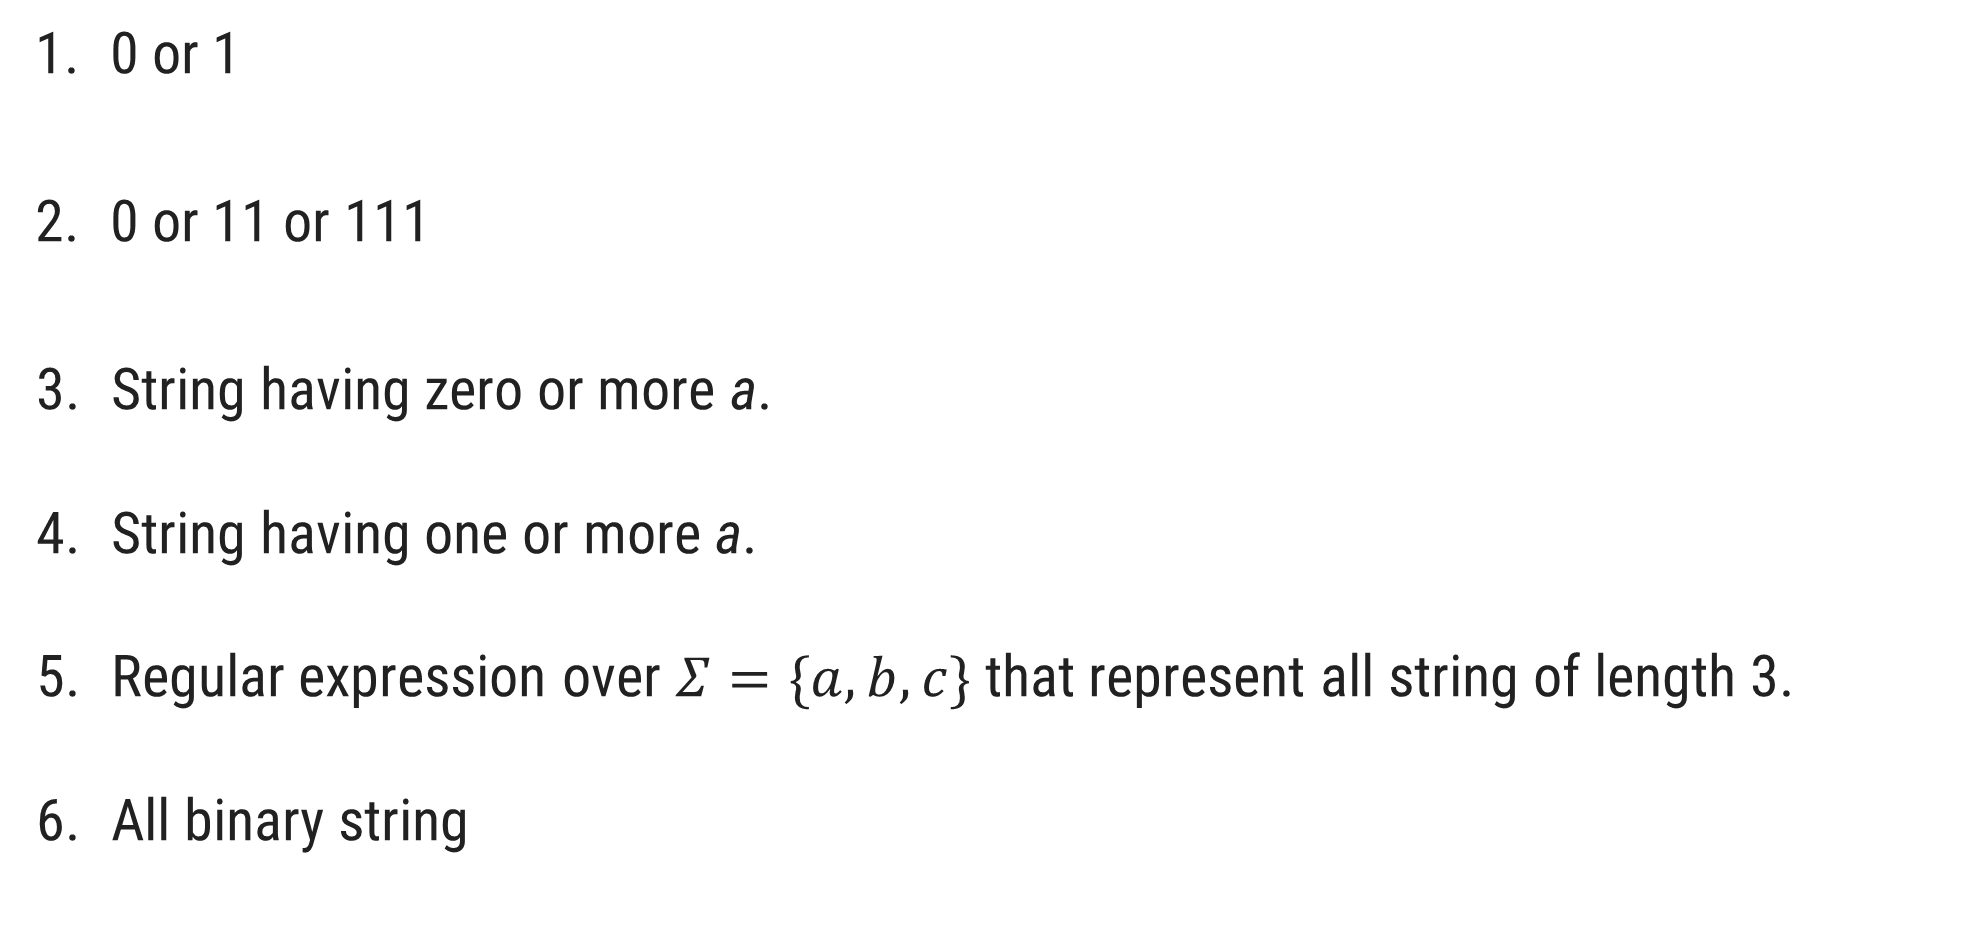 1. 0 or 1
2. 0 or 11 or 111
3. String having zero or more a.
4. String having one or more a.
5. Regular expression over Σ = {a, b, c} that represent all string of length 3.
6. All binary string